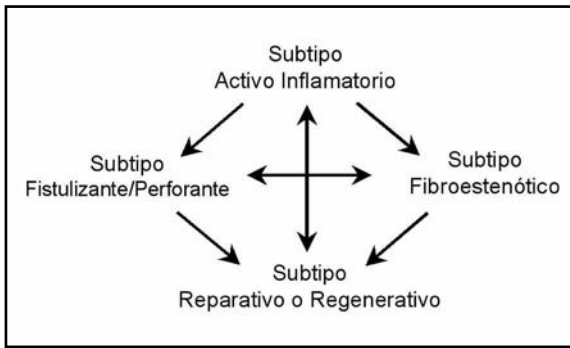 Subtipo
Activo Inflamatorio
Subtipo
Fistulizante/Perforante
Subtipo
Fibroestenótico
Subtipo
Reparativo o Regenerativo